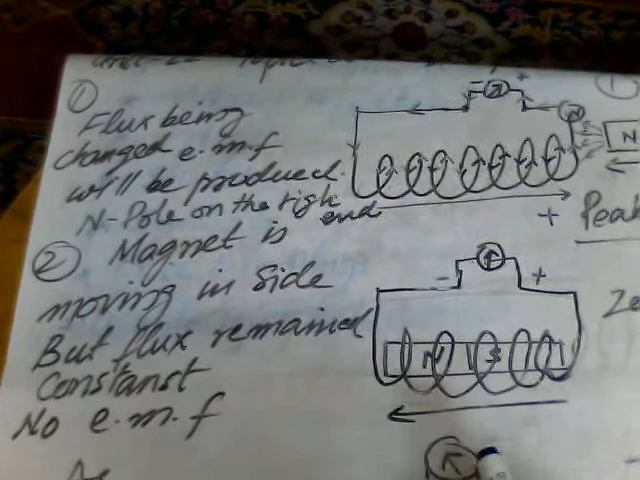 ①
Flux being
changed e.m.f
will be produced.
N-Pole on the righ
end
+ Peak
② Magnet is
moving in side
But flux remained
Constanst
No e.m.f
- +
N
- +
N S
Ze